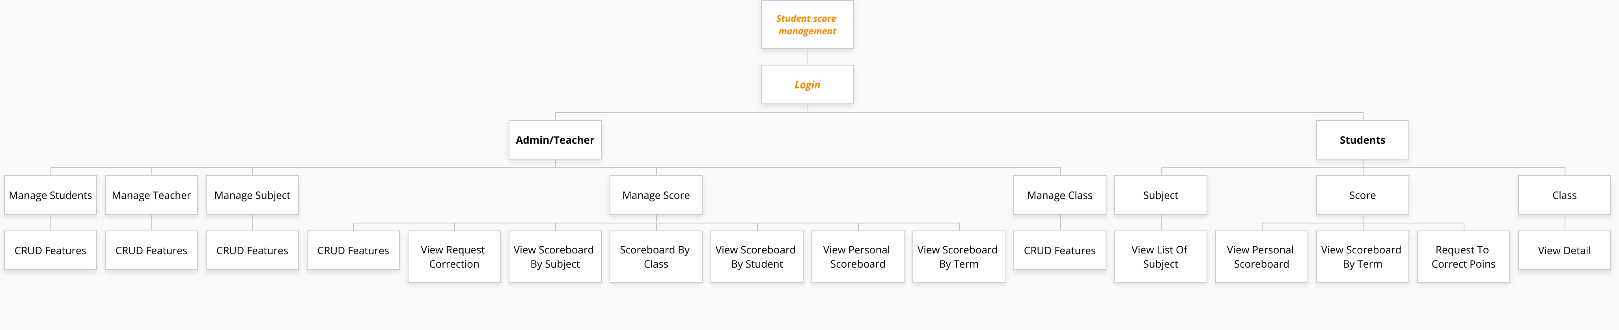 Student score
management
Login
Admin/Teacher
Students
Manage Students
Manage Teacher
Manage Subject
Manage Score
Manage Class
Subject
Score
Class
CRUD Features
CRUD Features
CRUD Features
CRUD Features
View Request
Correction
View Scoreboard
By Subject
Scoreboard By
Class
View Scoreboard
By Student
View Personal
Scoreboard
View Scoreboard
By Term
CRUD Features
View List Of
Subject
View Personal
Scoreboard
View Scoreboard
By Term
Request To
Correct Poins
View Detail